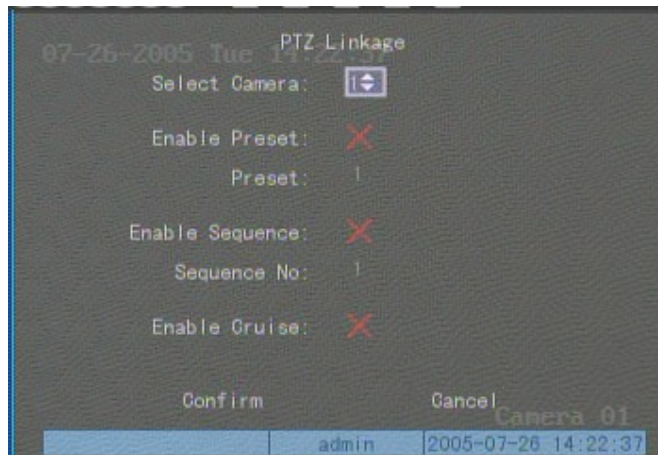 PTZ Linkage
07-26-2005 Tue 14:22:37
Select Camera: 1
Enable Preset:
Preset: 1
Enable Sequence:
Sequence No: 1
Enable Cruise:
Confirm Cancel
Camera 01
admin 2005-07-26 14:22:37